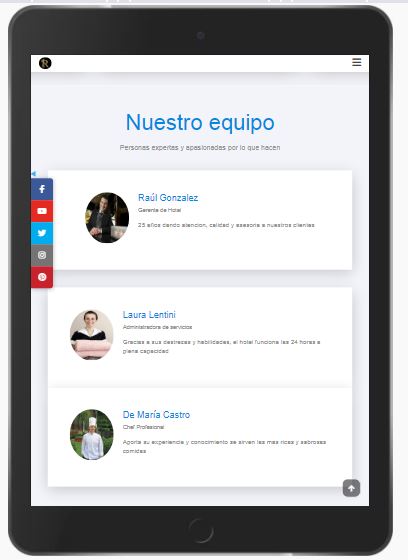 R
Nuestro equipo
Personas expertas y apasionadas por lo que hacen
Raúl Gonzalez
Gerente de Hotel
25 años dando atencion, calidad y asesoria a nuestros clientes
Laura Lentini
Administradora de servicios
Gracias a sus destrezas y habilidades, el hotel funciona las 24 horas a
plena capacidad
De María Castro
Chef Profesional
Aporta su experiencia y conocimiento se sirven las mas ricas y sabrosas
comidas